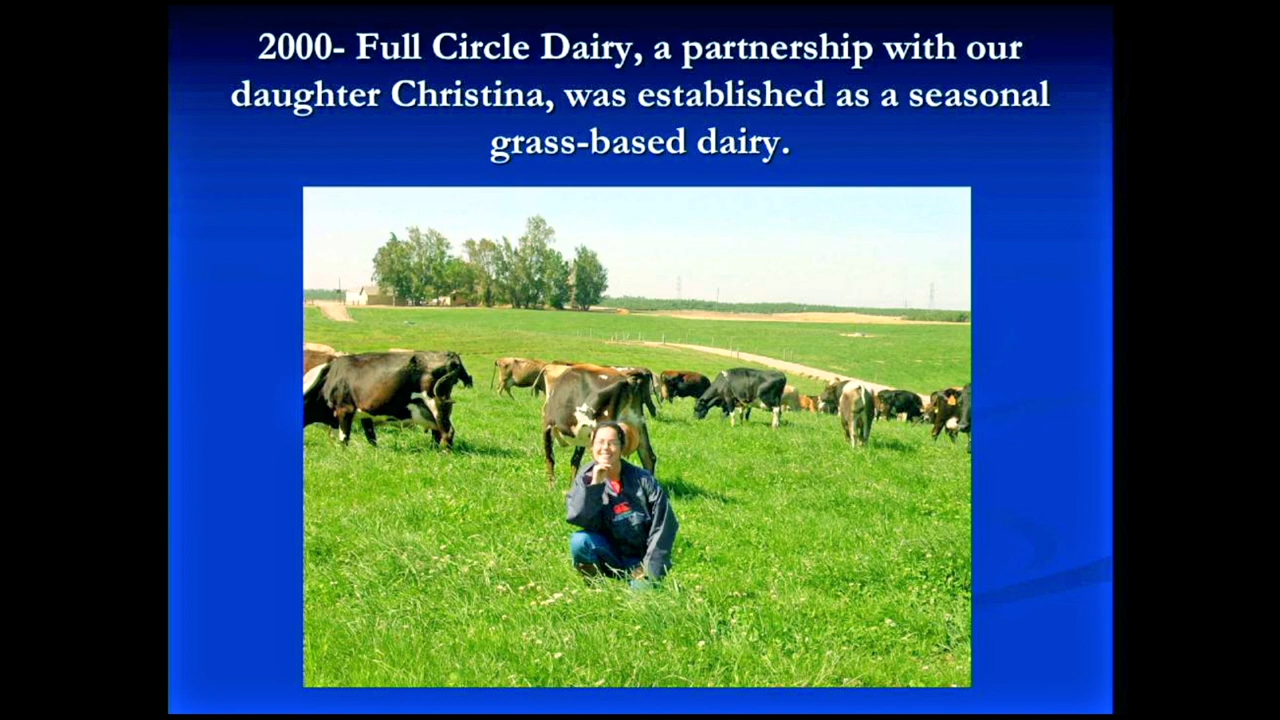 2000- Full Circle Dairy, a partnership with our
daughter Christina, was established as a seasonal
grass-based dairy.